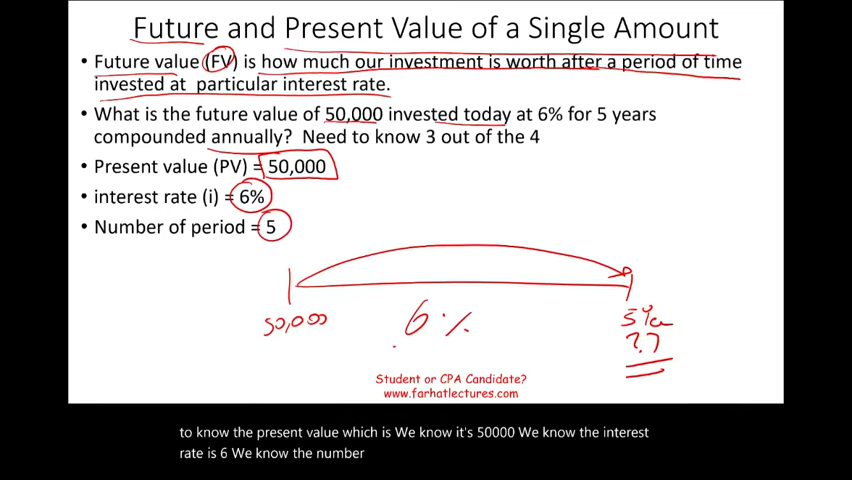 Future and Present Value of a Single Amount
• Future value (FV) is how much our investment is worth after a period of time
invested at particular interest rate.
• What is the future value of 50,000 invested today at 6% for 5 years
compounded annually? Need to know 3 out of the 4
• Present value (PV) = 50,000
• interest rate (i) = 6%
• Number of period = 5
50,000
6%
5
??
Student or CPA Candidate?
www.farhatlectures.com
to know the present value which is We know it's 50000 We know the interest
rate is 6 We know the number